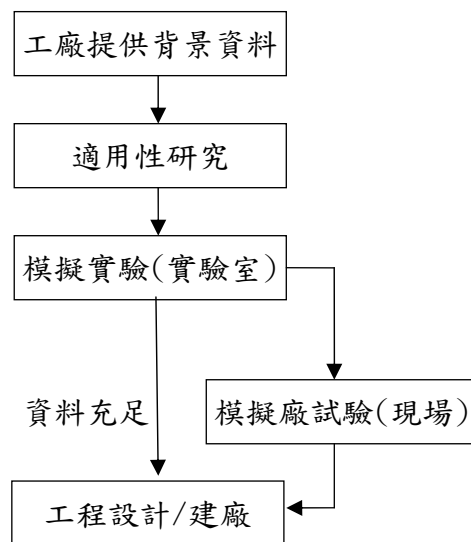 工廠提供背景資料
適用性研究
模擬實驗(實驗室)
資料充足
模擬廠試驗(現場)
工程設計/建廠